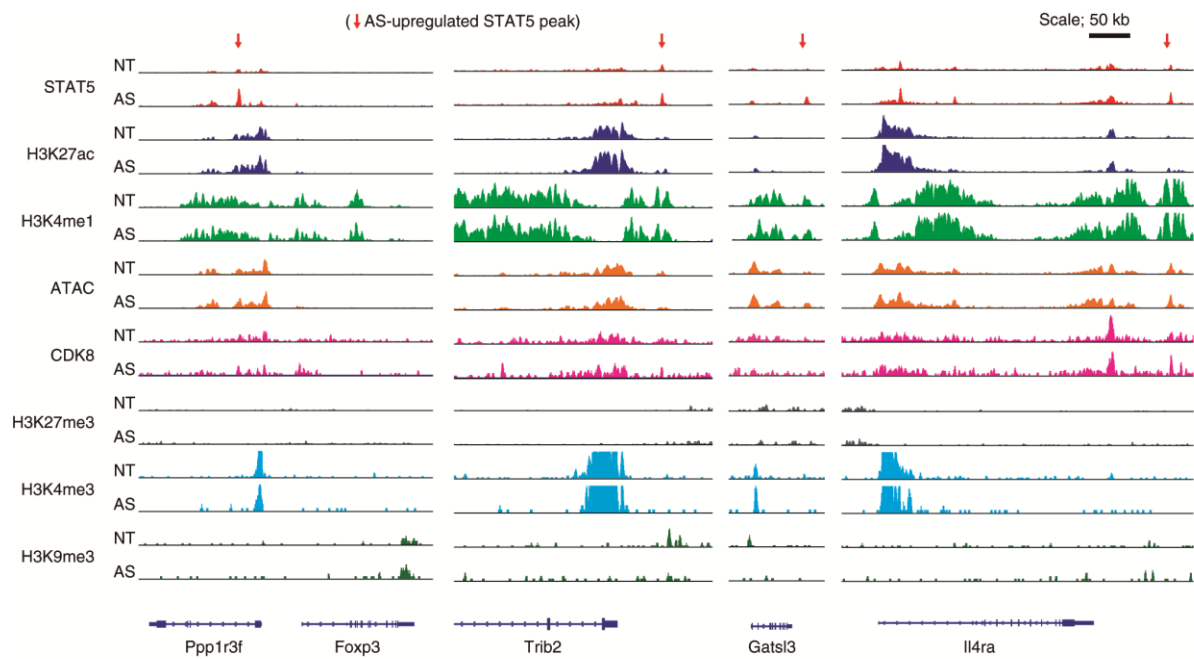 (↓AS-upregulated STAT5 peak)
Scale; 50 kb
STAT5
NT
AS
H3K27ac
NT
AS
H3K4me1
NT
AS
ATAC
NT
AS
CDK8
NT
AS
H3K27me3
NT
AS
H3K4me3
NT
AS
H3K9me3
NT
AS
Ppp1r3f Foxp3 Trib2 Gatsl3 Il4ra